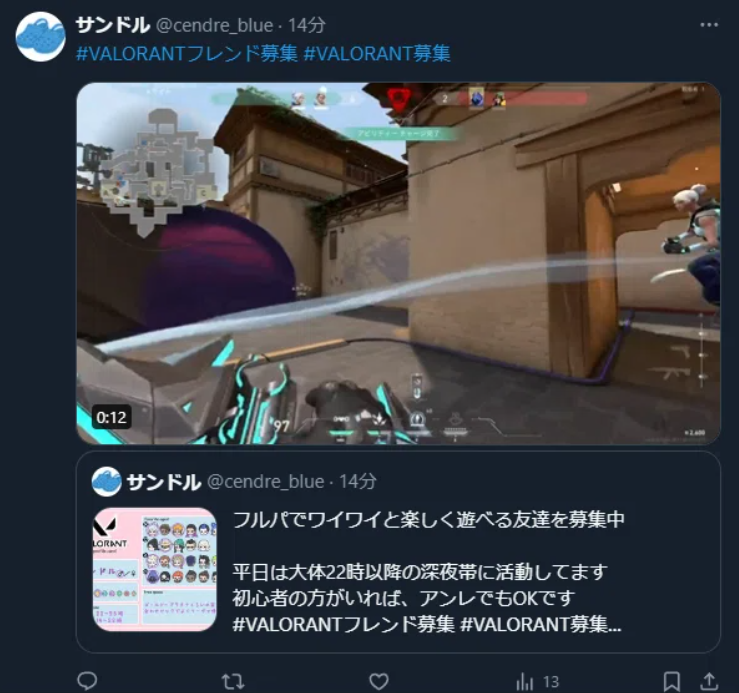 サンドル @cendre_blue · 14分
#VALORANTフレンド募集 #VALORANT募集
2
アビリティーチャージ完了
97
0:12
サンドル @cendre_blue · 14分
フルパでワイワイと楽しく遊べる友達を募集中
平日は大体22時以降の深夜帯に活動してます
初心者の方がいれば、アンレでもOKです
#VALORANTフレンド募集 #VALORANT募集...
13